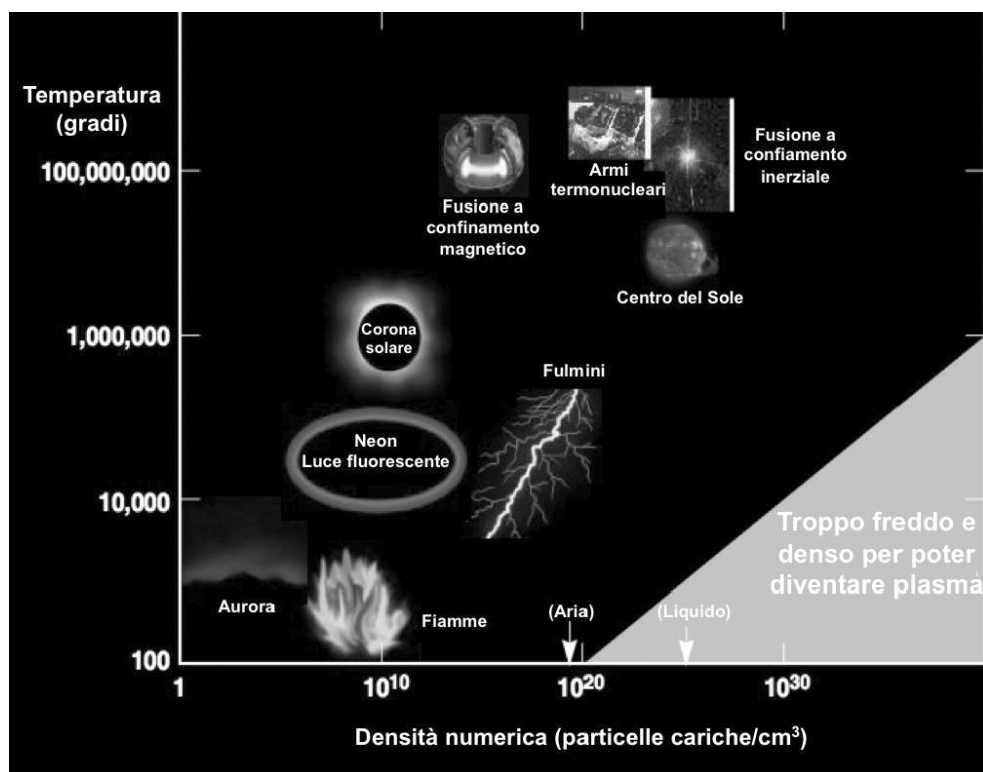 Temperatura
(gradi)
100,000,000
1,000,000
10,000
100
Fusione a
confinamento
magnetico
Armi
termonucleari
Fusione a
confiamento
inerziale
Centro del Sole
Corona
solare
Fulmini
Neon
Luce fluorescente
Aurora
Fiamme
(Aria)
(Liquido)
Troppo freddo e
denso per poter
diventare plasma
1
10¹⁰
10²⁰
10³⁰
Densità numerica (particelle cariche/cm³)